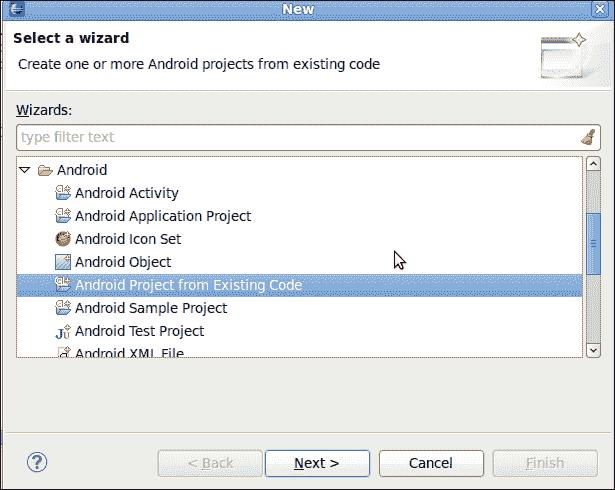 New
Select a wizard
Create one or more Android projects from existing code
Wizards:
type filter text
Android
Android Activity
Android Application Project
Android Icon Set
Android Object
Android Project from Existing Code
Android Sample Project
Ju Android Test Project
Android XML File
?
< Back
Next >
Cancel
Finish